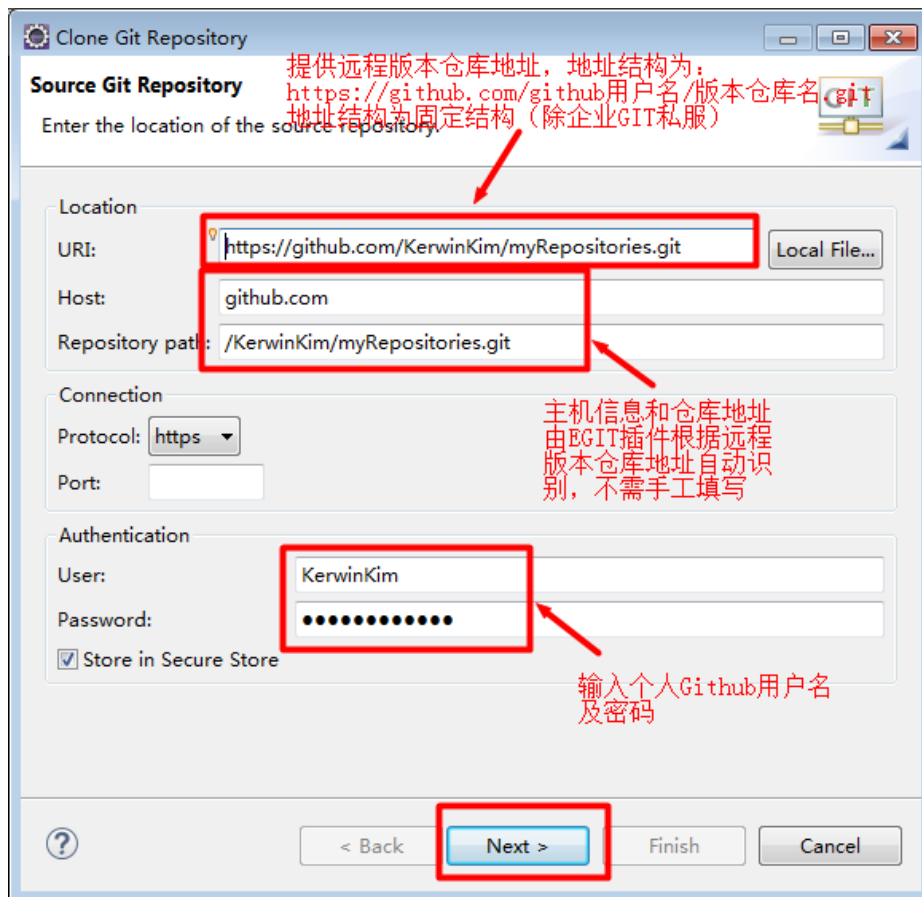 Clone Git Repository
Source Git Repository
提供远程版本仓库地址，地址结构为：
https://github.com/github用户名/版本仓库名.git
地址结构为固定结构（除企业GIT私服）
GIT
Enter the location of the source repository.
Location
URI:
https://github.com/KerwinKim/myRepositories.git
Local File...
Host:
github.com
Repository path:
/KerwinKim/myRepositories.git
Connection
Protocol:
https
Port:
主机信息和仓库地址
由EGIT插件根据远程
版本仓库地址自动识
别，不需手工填写
Authentication
User:
KerwinKim
Password:
●●●●●●●●●●●●
Store in Secure Store
输入个人Github用户名
及密码
?
< Back
Next >
Finish
Cancel